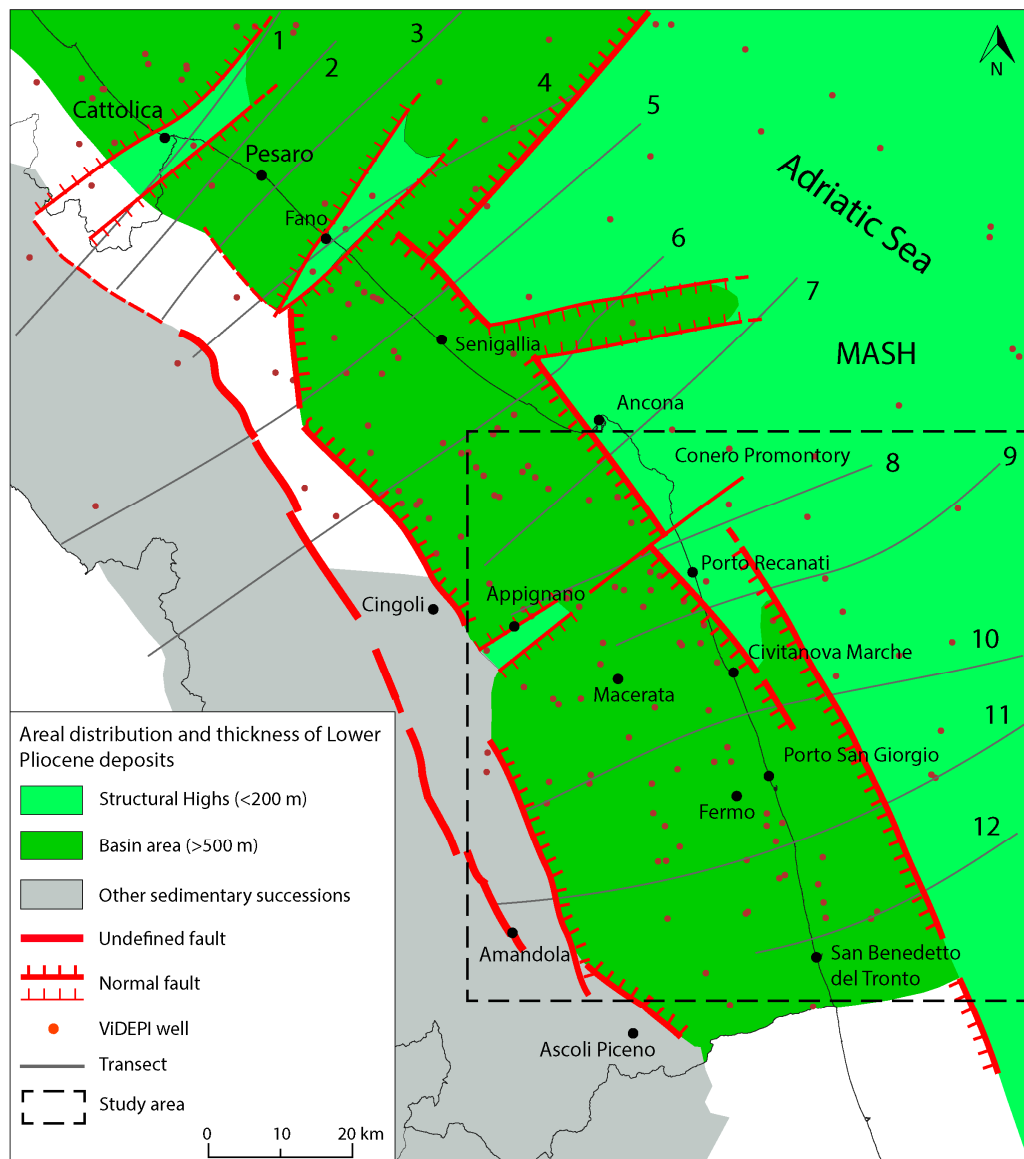 1
2
3
4
5
6
7
8
9
10
11
12
N
Cattolica
Pesaro
Fano
Adriatic Sea
Senigallia
MASH
Ancona
Conero Promontory
Porto Recanati
Cingoli
Appignano
Civitanova Marche
Macerata
Porto San Giorgio
Fermo
Amandola
San Benedetto
del Tronto
Ascoli Piceno
Areal distribution and thickness of Lower
Pliocene deposits
Structural Highs (<200 m)
Basin area (>500 m)
Other sedimentary successions
Undefined fault
Normal fault
ViDEPI well
Transect
Study area
0 10 20 km